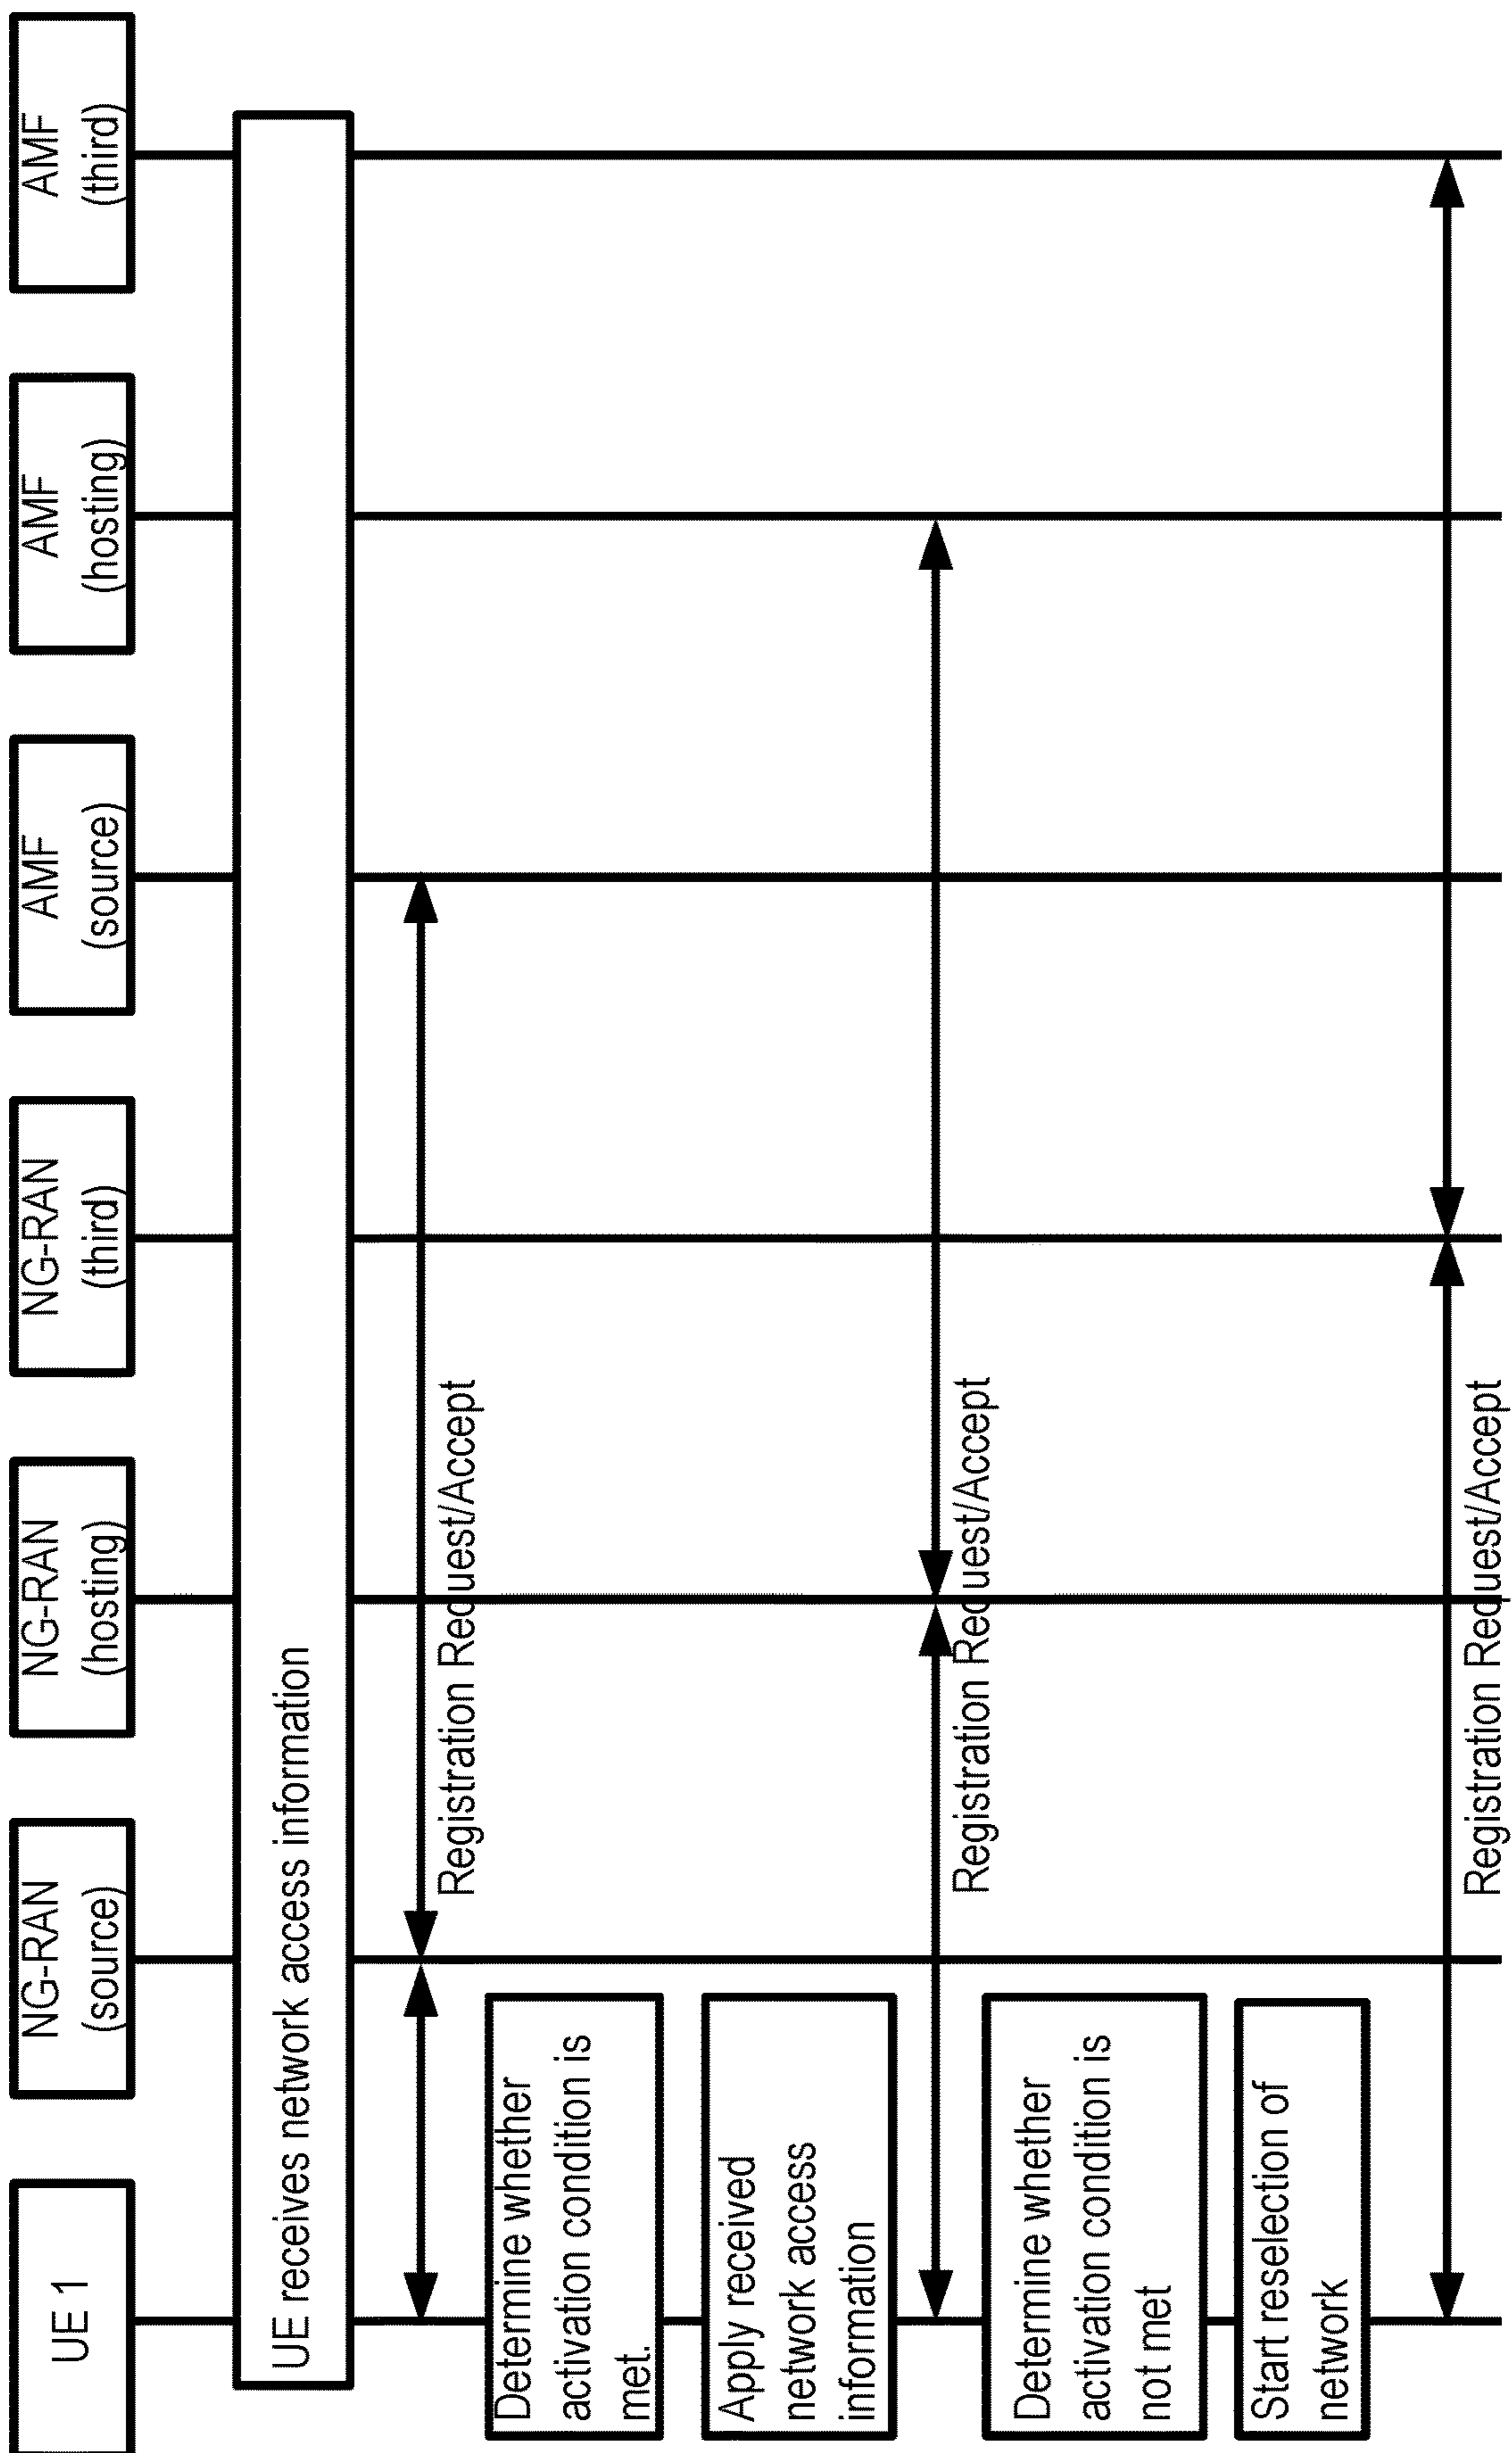 UE 1
NG-RAN
(source)
NG-RAN
(hosting)
NG-RAN
(third)
AMF
(source)
AMF
(hosting)
AMF
(third)
UE receives network access information
Registration Request/Accept
Determine whether
activation condition is
met.
Apply received
network access
information
Registration Request/Accept
Determine whether
activation condition is
not met
Start reselection of
network
Registration Request/Accept